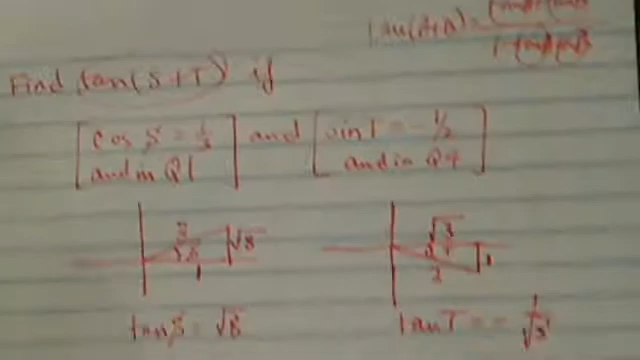 Find tan(S+T) if
cos S = 1/3 and sin T = -1/2
and in Q1 and in Q4
3 √8
S
1
√3
2 1
tan S = √8
tan T = - 1/√3